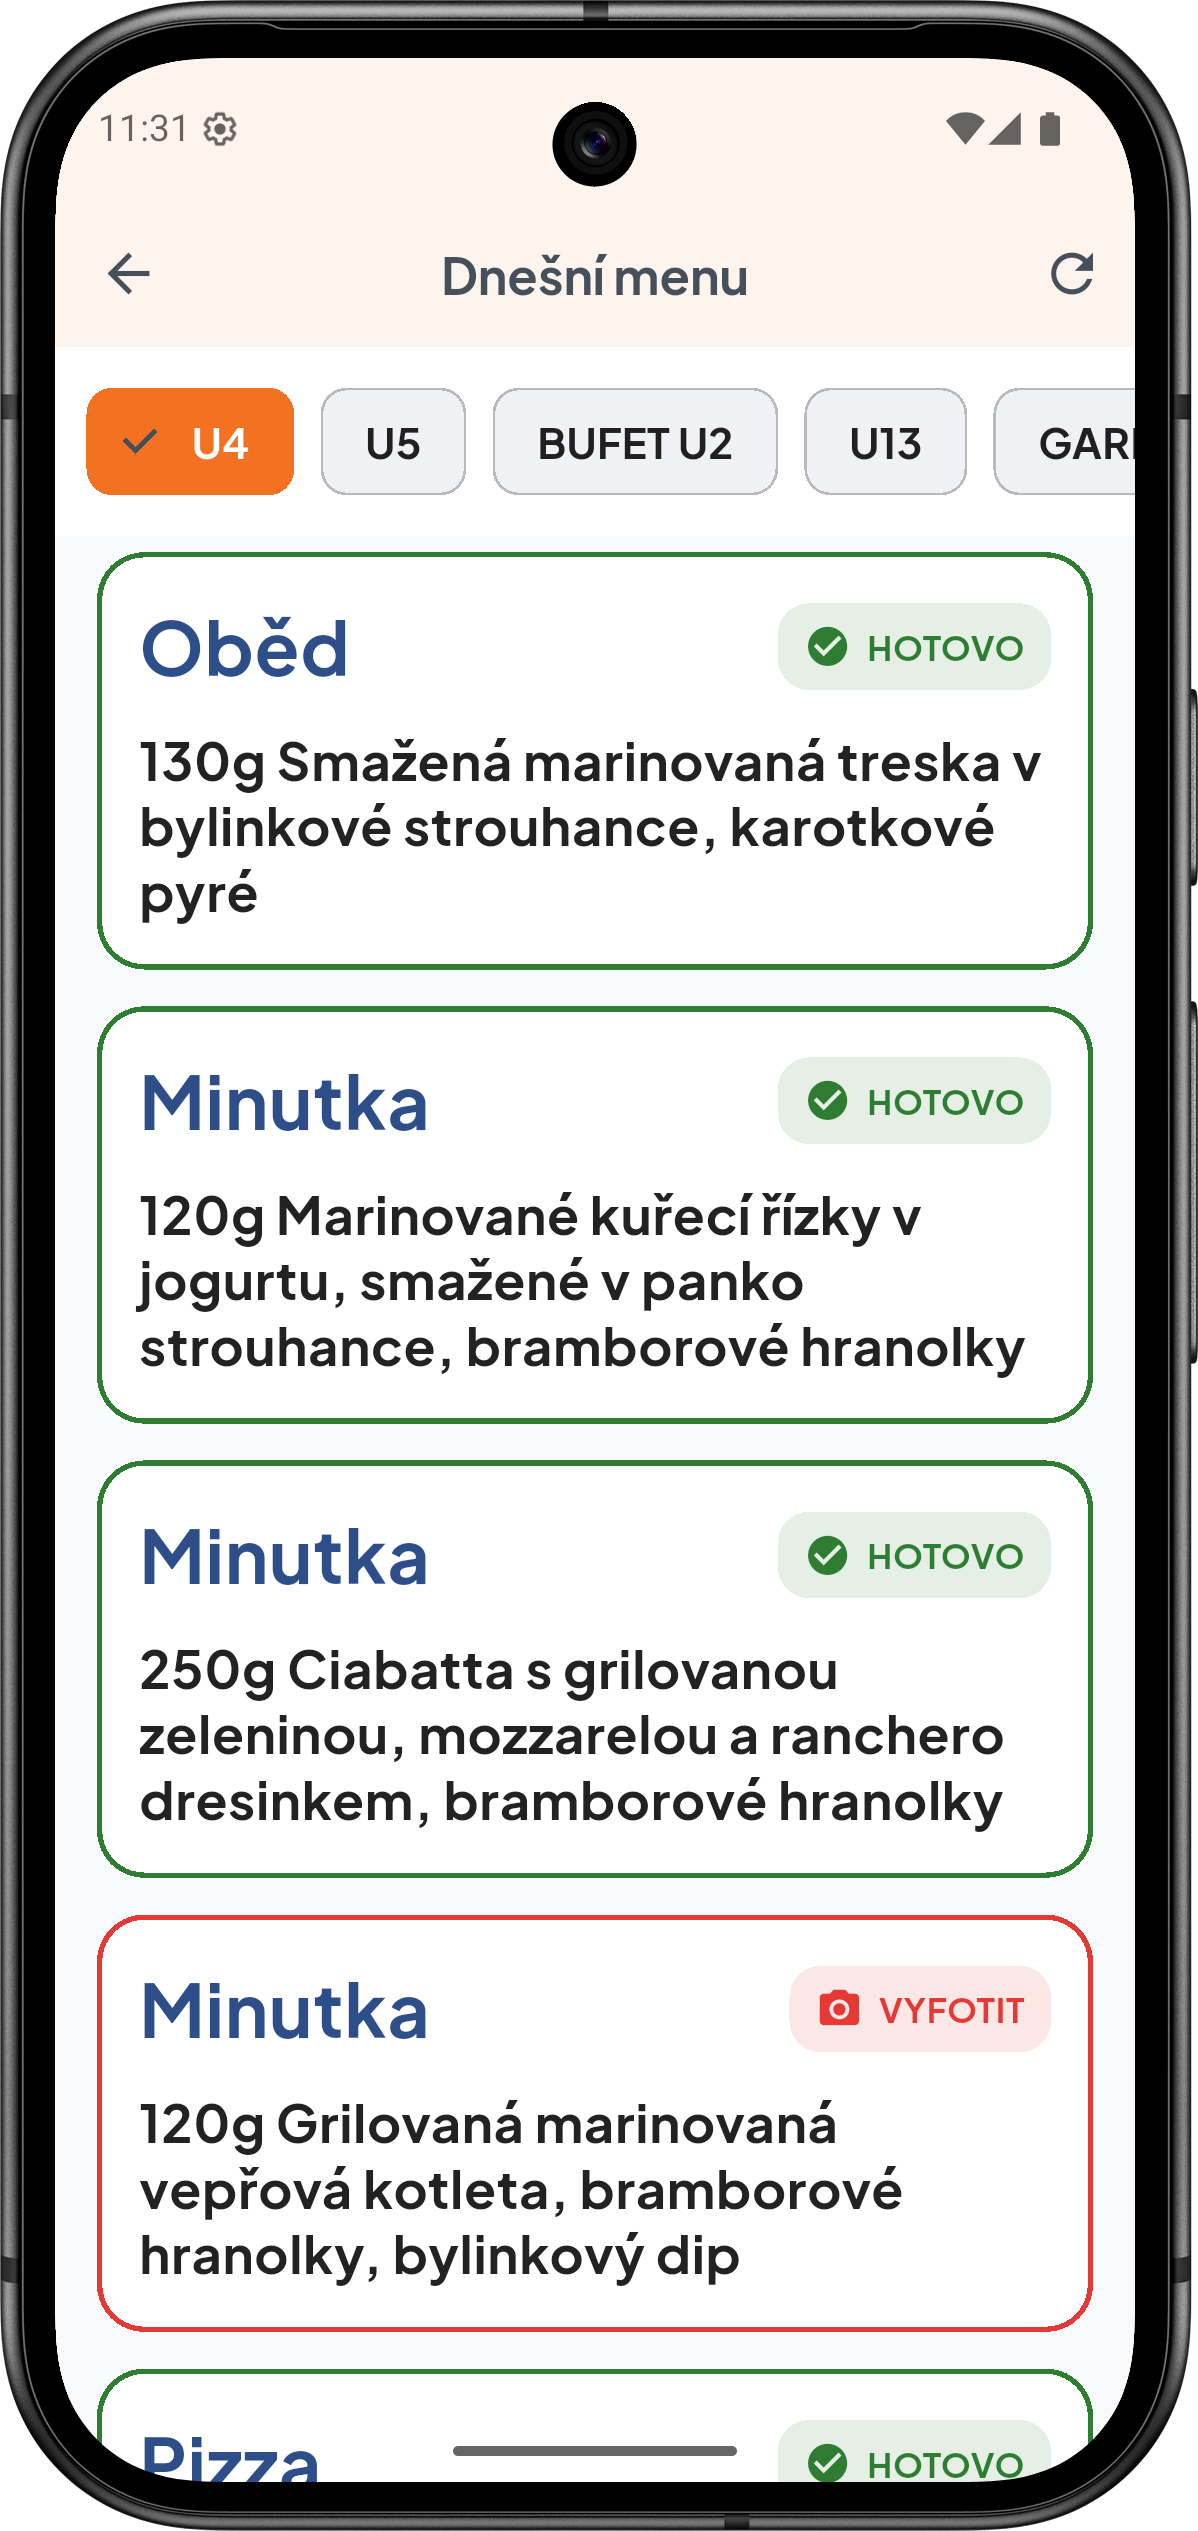 11:31
Dnešní menu
U4 U5 BUFET U2 U13 GAR
Oběd HOTOVO
130g Smažená marinovaná treska v
bylinkové strouhance, karotkové
pyré
Minutka HOTOVO
120g Marinované kuřecí řízky v
jogurtu, smažené v panko
strouhance, bramborové hranolky
Minutka HOTOVO
250g Ciabatta s grilovanou
zeleninou, mozzarelou a ranchero
dresinkem, bramborové hranolky
Minutka VYFOTIT
120g Grilovaná marinovaná
vepřová kotleta, bramborové
hranolky, bylinkový dip
Pizza HOTOVO